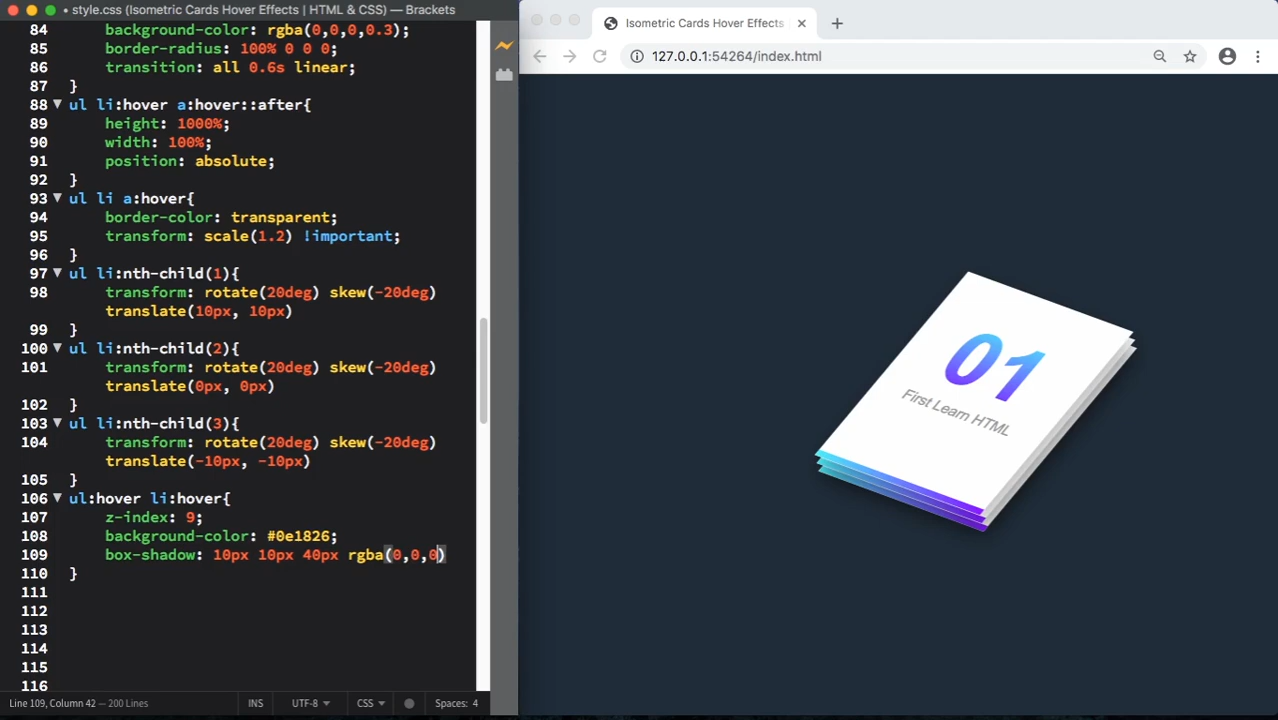 style.css (Isometric Cards Hover Effects | HTML & CSS) — Brackets
84 background-color: rgba(0,0,0,0.3);
85 border-radius: 100% 0 0 0;
86 transition: all 0.6s linear;
87 }
88 ul li:hover a:hover::after{
89 height: 1000%;
90 width: 100%;
91 position: absolute;
92 }
93 ul li a:hover{
94 border-color: transparent;
95 transform: scale(1.2) !important;
96 }
97 ul li:nth-child(1){
98 transform: rotate(20deg) skew(-20deg)
translate(10px, 10px)
99 }
100 ul li:nth-child(2){
101 transform: rotate(20deg) skew(-20deg)
translate(0px, 0px)
102 }
103 ul li:nth-child(3){
104 transform: rotate(20deg) skew(-20deg)
translate(-10px, -10px)
105 }
106 ul:hover li:hover{
107 z-index: 9;
108 background-color: #0e1826;
109 box-shadow: 10px 10px 40px rgba(0,0,0)
110 }
111
112
113
114
115
116
Line 109, Column 42 — 200 Lines
INS
UTF-8
CSS
Spaces: 4
Isometric Cards Hover Effects
127.0.0.1:54264/index.html
01
First Learn HTML